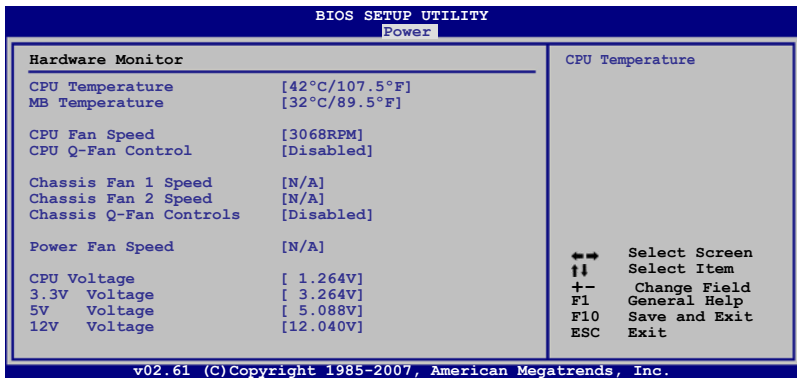 BIOS SETUP UTILITY
Power
Hardware Monitor
CPU Temperature [42°C/107.5°F]
MB Temperature [32°C/89.5°F]
CPU Fan Speed [3068RPM]
CPU Q-Fan Control [Disabled]
Chassis Fan 1 Speed [N/A]
Chassis Fan 2 Speed [N/A]
Chassis Q-Fan Controls [Disabled]
Power Fan Speed [N/A]
CPU Voltage [ 1.264V]
3.3V Voltage [ 3.264V]
5V Voltage [ 5.088V]
12V Voltage [12.040V]
CPU Temperature
←→ Select Screen
↑↓ Select Item
+- Change Field
F1 General Help
F10 Save and Exit
ESC Exit
v02.61 (C)Copyright 1985-2007, American Megatrends, Inc.